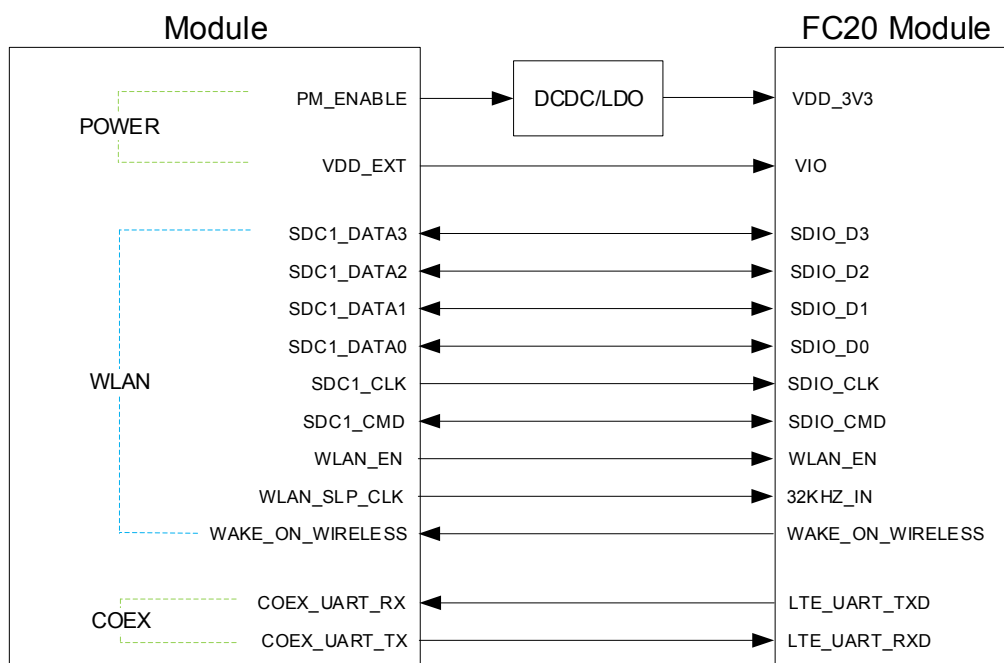 Module FC20 Module
PM_ENABLE DCDC/LDO VDD_3V3
POWER
VDD_EXT VIO
SDC1_DATA3 SDIO_D3
SDC1_DATA2 SDIO_D2
SDC1_DATA1 SDIO_D1
SDC1_DATA0 SDIO_D0
WLAN SDC1_CLK SDIO_CLK
SDC1_CMD SDIO_CMD
WLAN_EN WLAN_EN
WLAN_SLP_CLK 32KHZ_IN
WAKE_ON_WIRELESS WAKE_ON_WIRELESS
COEX_UART_RX LTE_UART_TXD
COEX
COEX_UART_TX LTE_UART_RXD